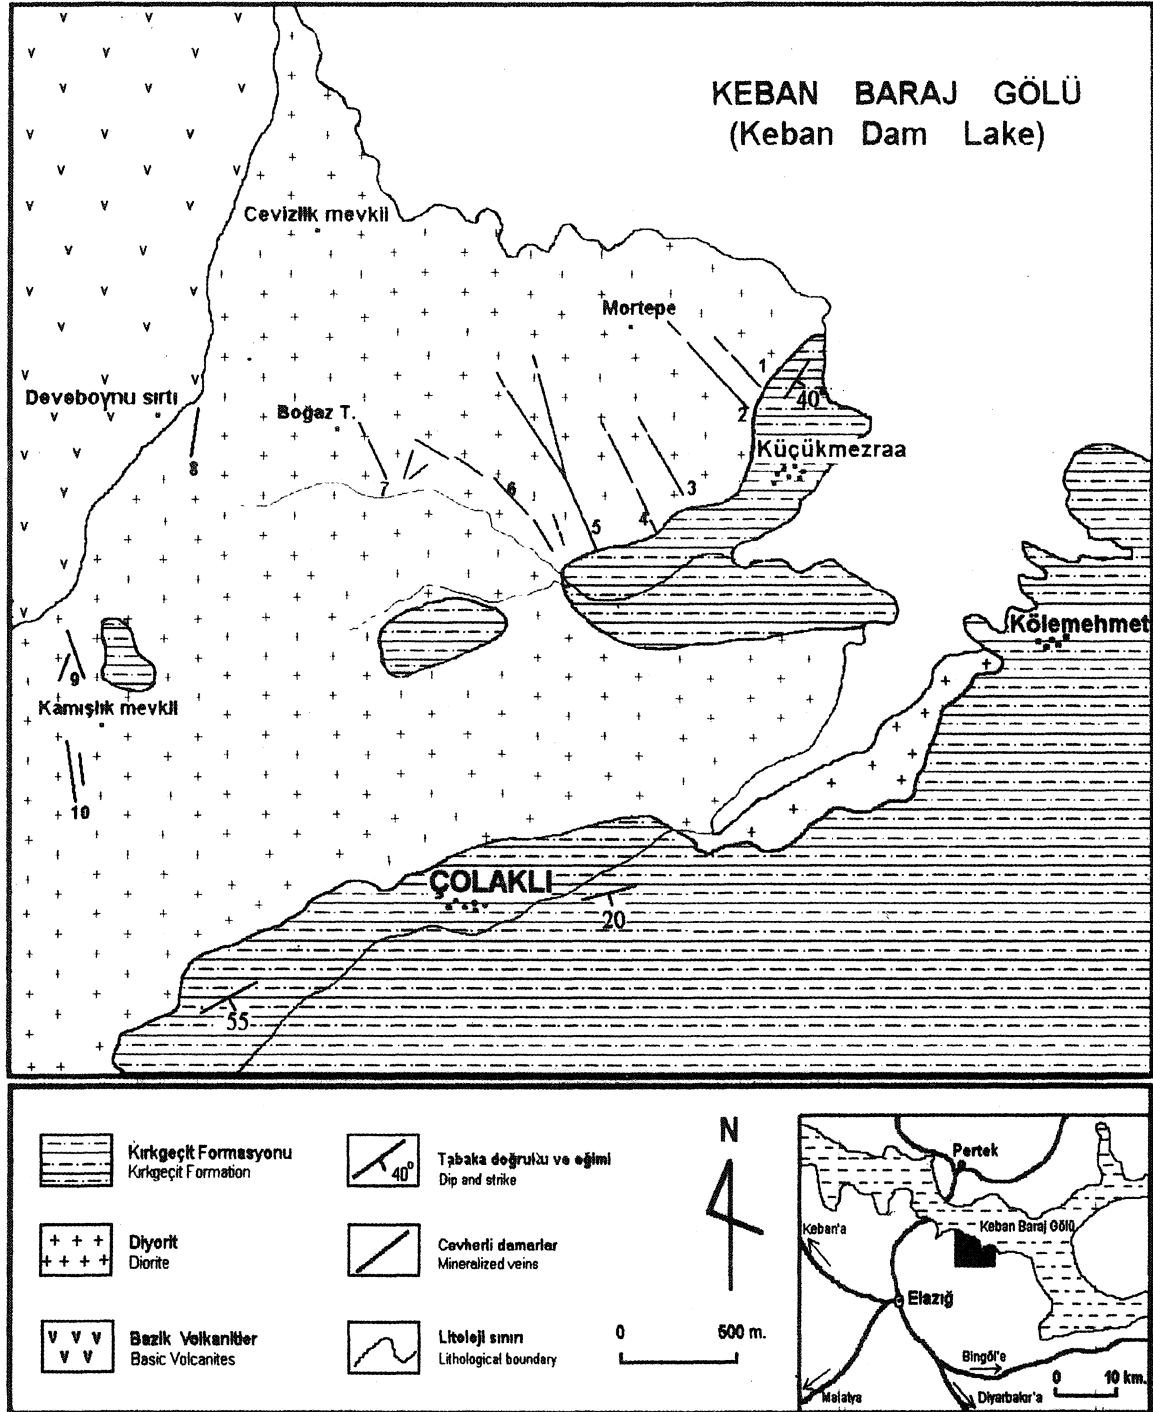 KEBAN BARAJ GÖLÜ
(Keban Dam Lake)
Cevizlik mevkii
Mortepe
1
Deveboynu sırtı
40°
2
Boğaz T.
Küçükmezraa
8
7
6
3
4
5
Kölemehmet
9
Kamışlık mevkii
10
ÇOLAKLI
20
55
Kırkgeçit Formasyonu
Kırkgeçit Formation
Diyorit
Diorite
Bazik Volkanitler
Basic Volcanites
40°
Tabaka doğrultu ve eğimi
Dip and strike
Cevherli damarlar
Mineralized veins
Litoloji sınırı
Lithological boundary
N
0 500 m.
Pertek
Keban'a
Keban Baraj Gölü
Elazığ
Bingöl'e
0 10 km.
Malatya
Diyarbakır'a